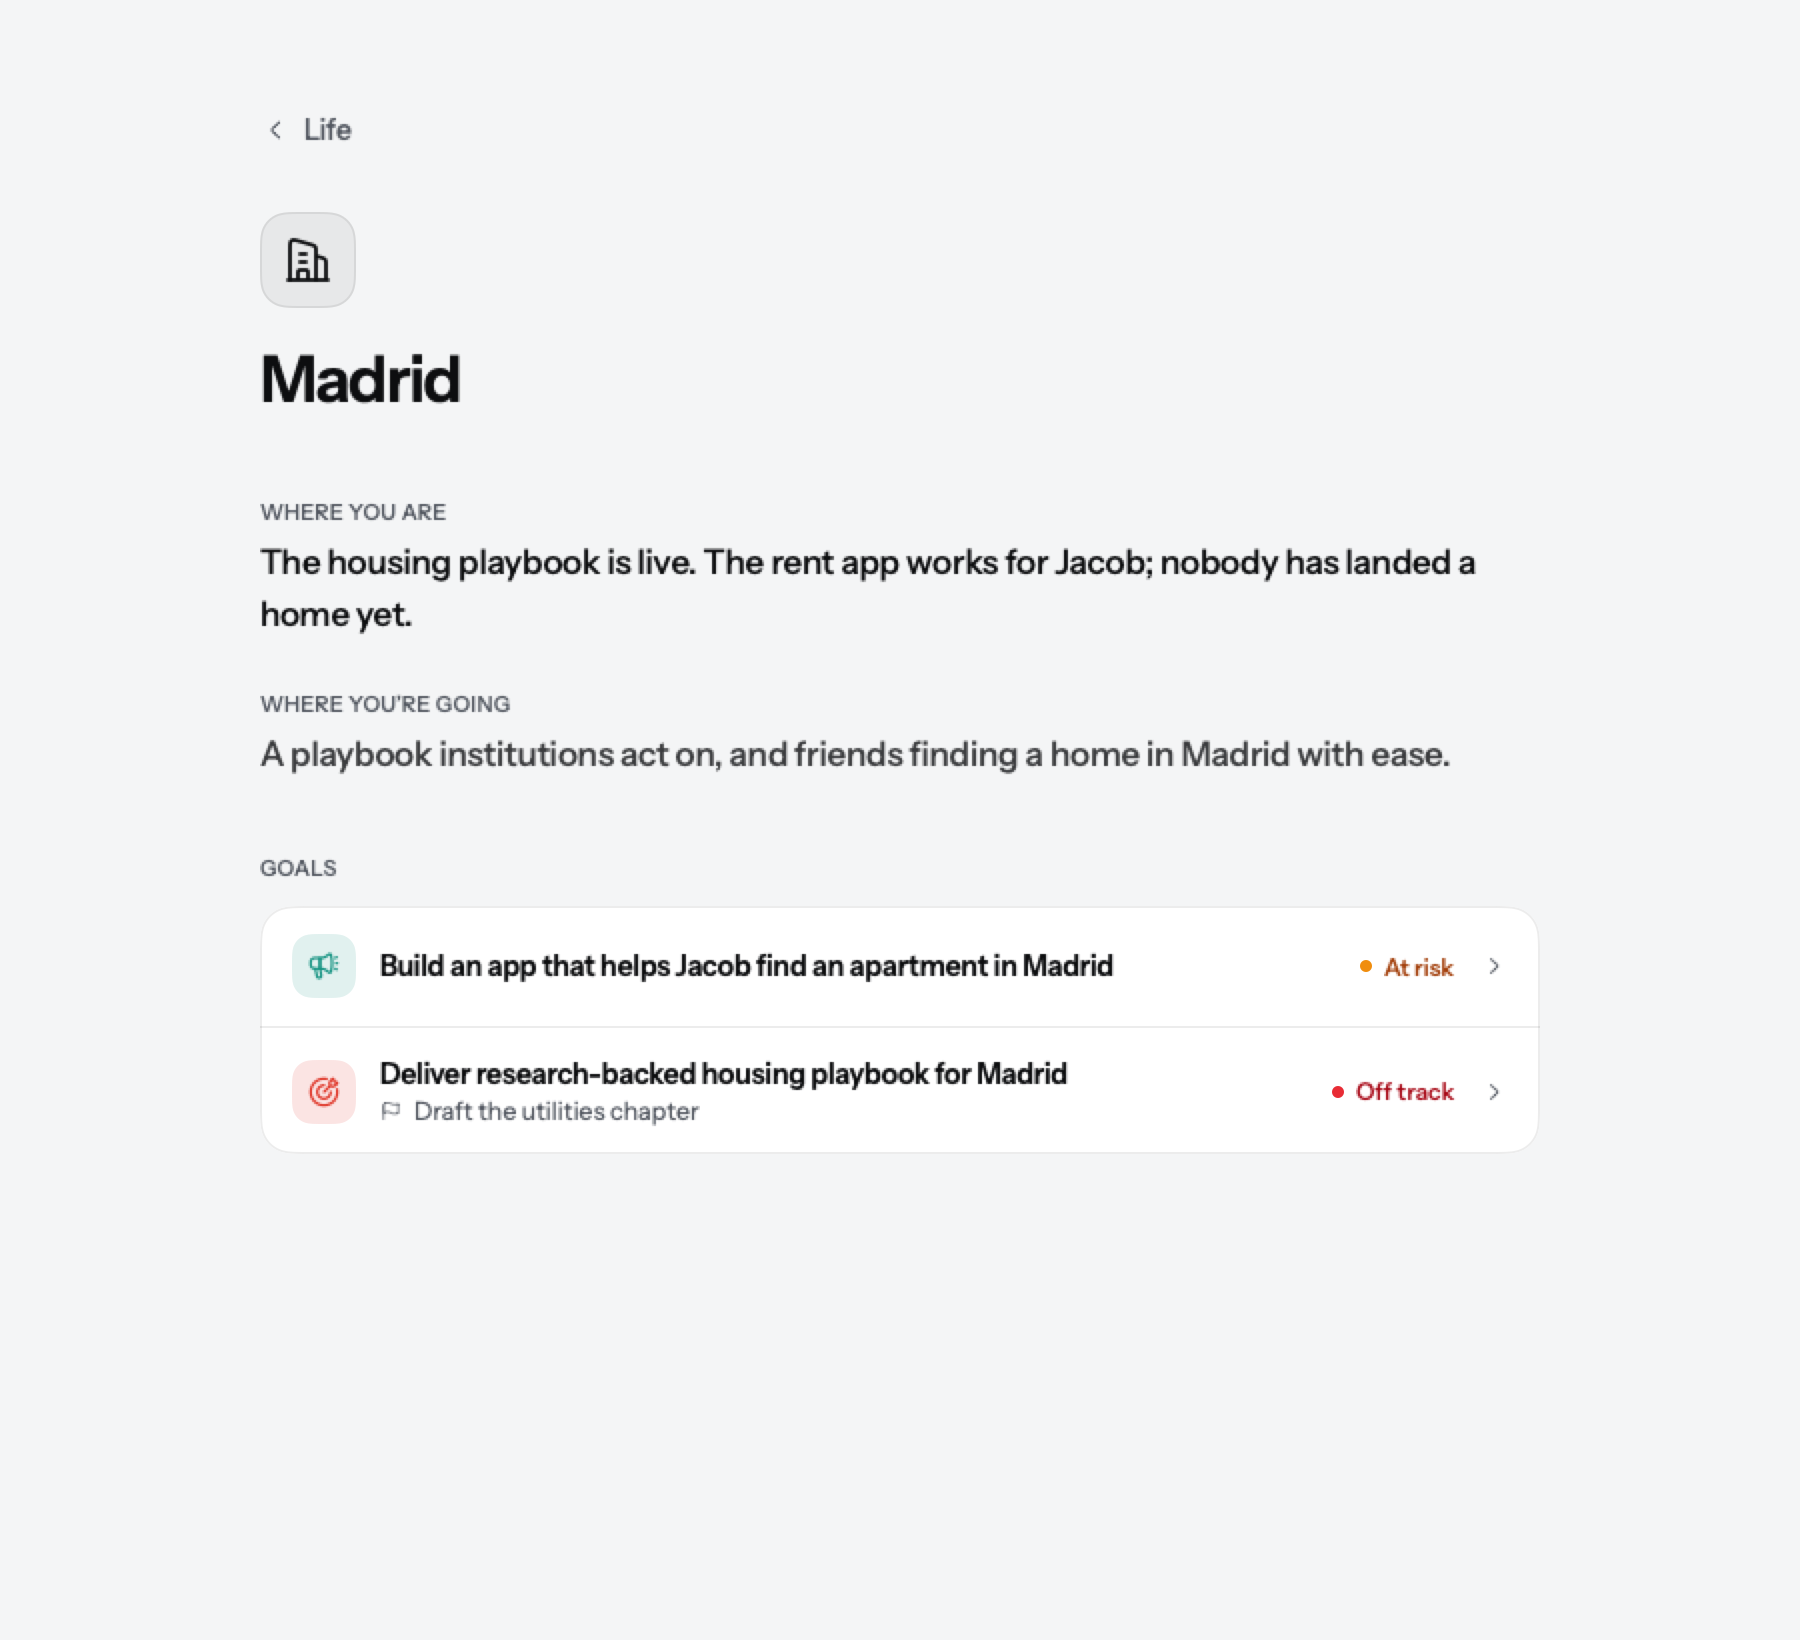 Life
Madrid
WHERE YOU ARE
The housing playbook is live. The rent app works for Jacob; nobody has landed a
home yet.
WHERE YOU'RE GOING
A playbook institutions act on, and friends finding a home in Madrid with ease.
GOALS
Build an app that helps Jacob find an apartment in Madrid
At risk
Deliver research-backed housing playbook for Madrid
Draft the utilities chapter
Off track